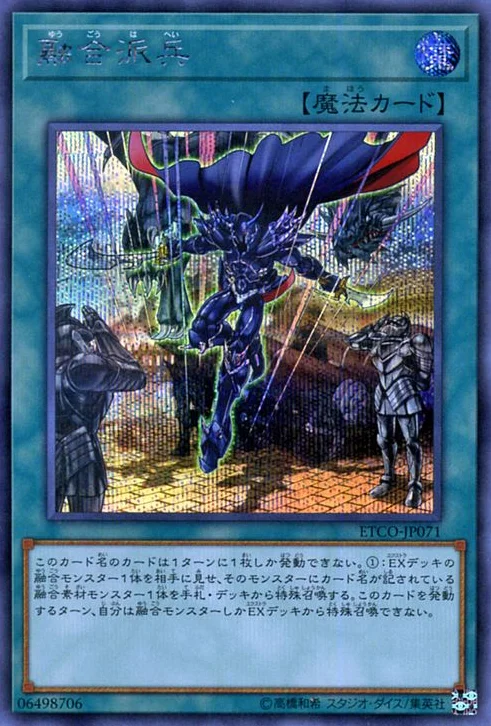 融合派兵
【魔法カード】
ETCO-JP071
このカード名のカードは1ターンに1枚しか発動できない。①:EXデッキの
融合モンスター1体を相手に見せ、そのモンスターにカード名が記されている
融合素材モンスター1体を手札・デッキから特殊召喚する。このカードを発動
するターン、自分は融合モンスターしかEXデッキから特殊召喚できない。
06498706
©高橋和希 スタジオ・ダイス/集英社